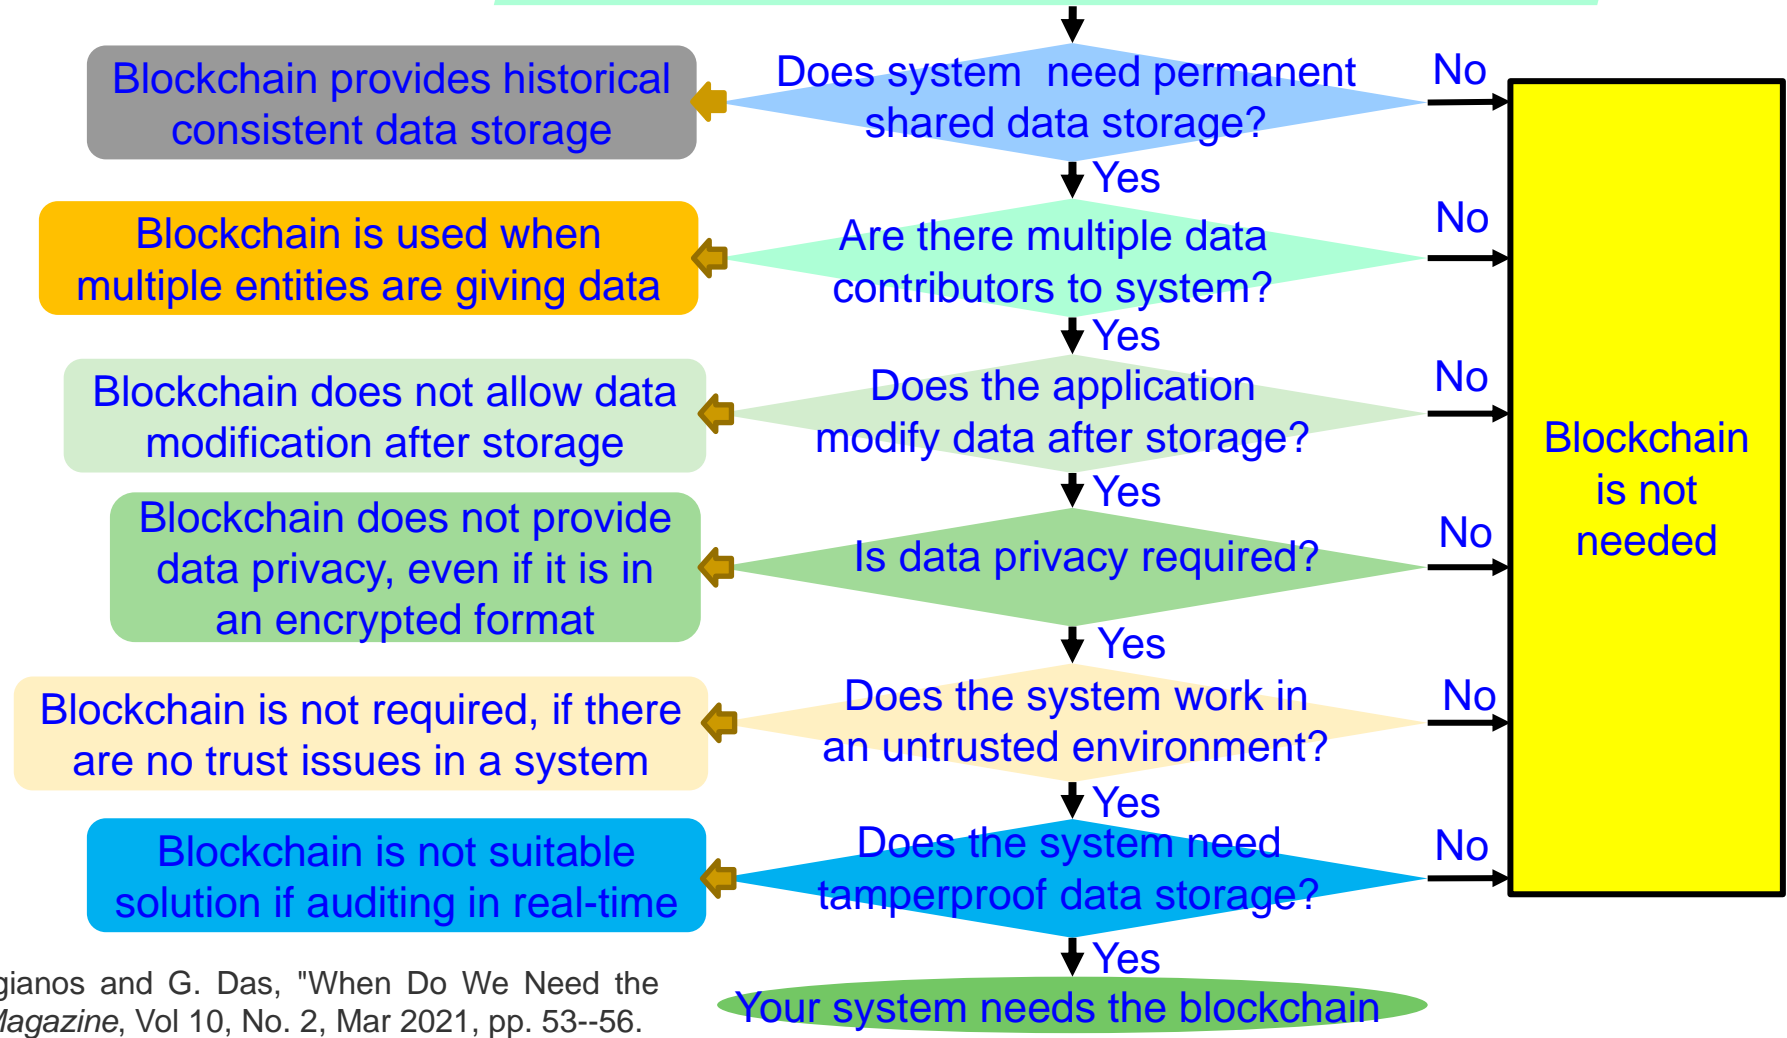 Does system need permanent
shared data storage?
No
Blockchain provides historical
consistent data storage
Yes
Are there multiple data
contributors to system?
No
Blockchain is used when
multiple entities are giving data
Yes
Does the application
modify data after storage?
No
Blockchain does not allow data
modification after storage
Yes
Is data privacy required?
No
Blockchain does not provide
data privacy, even if it is in
an encrypted format
Yes
Does the system work in
an untrusted environment?
No
Blockchain is not required, if there
are no trust issues in a system
Yes
Does the system need
tamperproof data storage?
No
Blockchain is not suitable
solution if auditing in real-time
Yes
Your system needs the blockchain
Blockchain
is not
needed
gianos and G. Das, "When Do We Need the
Magazine, Vol 10, No. 2, Mar 2021, pp. 53--56.